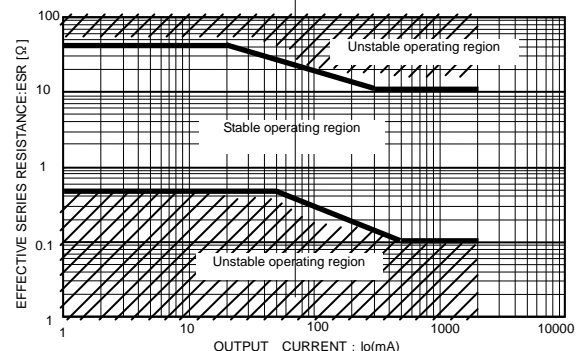 EFFECTIVE SERIES RESISTANCE:ESR [Ω]
100
Unstable operating region
10
Stable operating region
1
0.1
Unstable operating region
1
1
10
100
1000
10000
OUTPUT CURRENT : Io(mA)